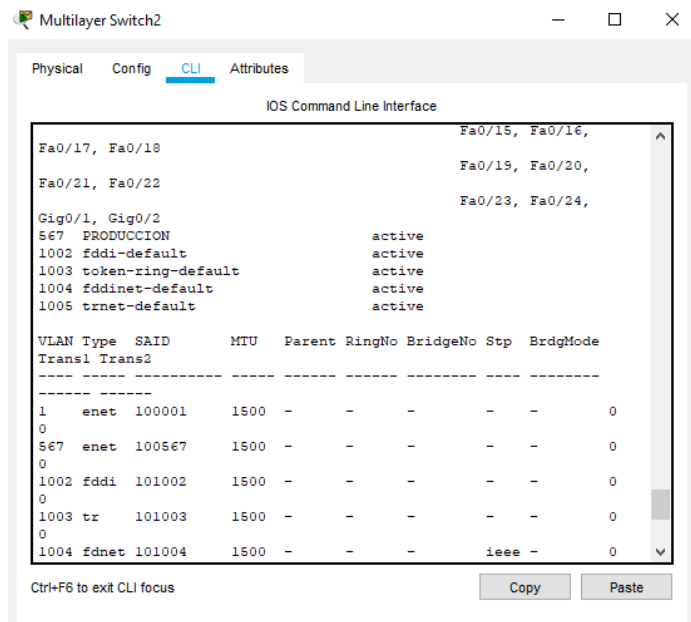 Multilayer Switch2
Physical Config CLI Attributes
IOS Command Line Interface
Fa0/15, Fa0/16,
Fa0/17, Fa0/18
Fa0/19, Fa0/20,
Fa0/21, Fa0/22
Fa0/23, Fa0/24,
Gig0/1, Gig0/2
567  PRODUCCION                       active
1002 fddi-default                     active
1003 token-ring-default               active
1004 fddinet-default                  active
1005 trnet-default                    active
VLAN Type  SAID       MTU   Parent RingNo BridgeNo Stp  BrdgMode
Trans1 Trans2
---- ----- ---------- ----- ------ ------ -------- ---- --------
------ ------
1    enet  100001     1500  -      -      -        -    -        0
0
567  enet  100567     1500  -      -      -        -    -        0
0
1002 fddi  101002     1500  -      -      -        -    -        0
0
1003 tr    101003     1500  -      -      -        -    -        0
0
1004 fdnet 101004     1500  -      -      -        ieee -        0
Ctrl+F6 to exit CLI focus
Copy Paste